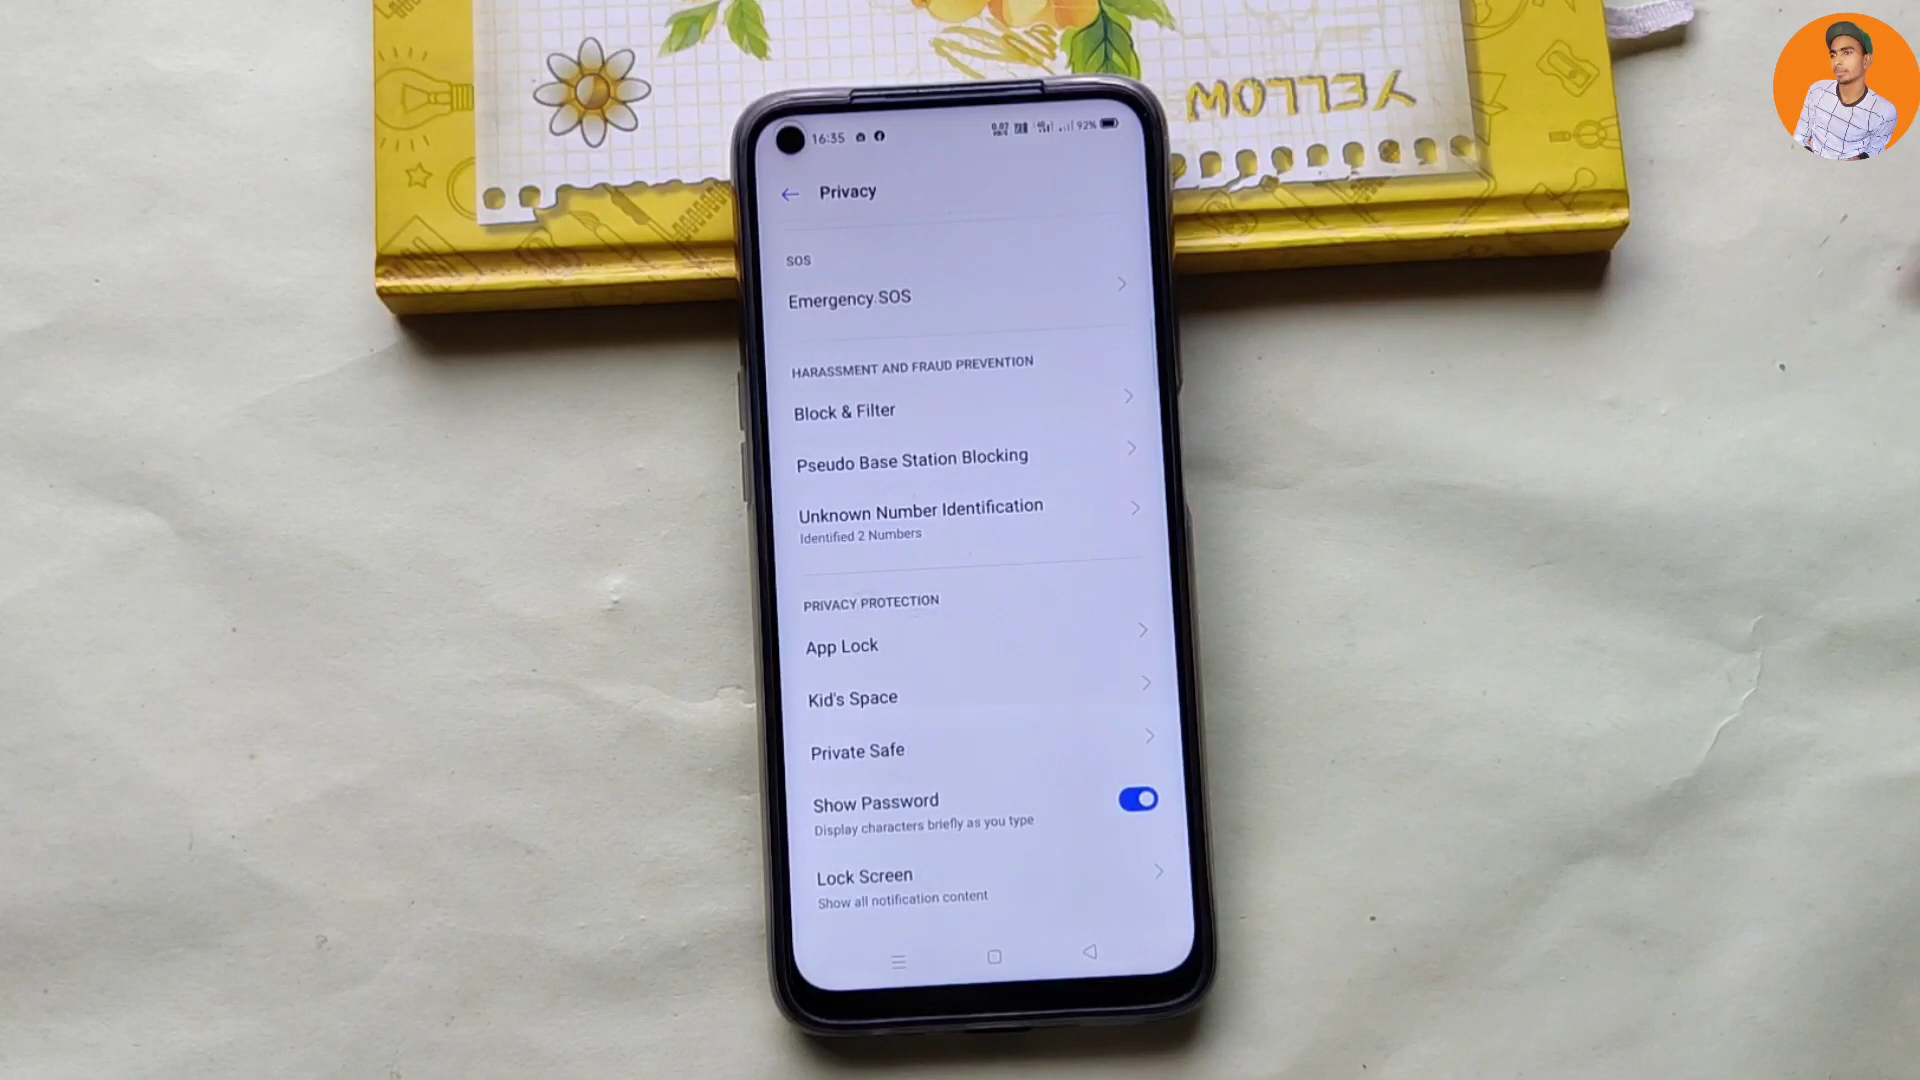 YELLOW
16:35
92%
Privacy
SOS
Emergency SOS
HARASSMENT AND FRAUD PREVENTION
Block & Filter
Pseudo Base Station Blocking
Unknown Number Identification
Identified 2 Numbers
PRIVACY PROTECTION
App Lock
Kid's Space
Private Safe
Show Password
Display characters briefly as you type
Lock Screen
Show all notification content